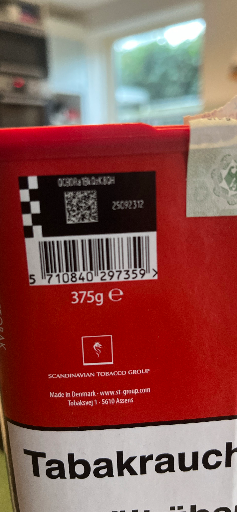 25C92312
5 710840 297359 >
375g ℮
SCANDINAVIAN TOBACCO GROUP
Made in Denmark · www.st-group.com
Tobaksvej 1 · 5610 Assens
Tabakrauch